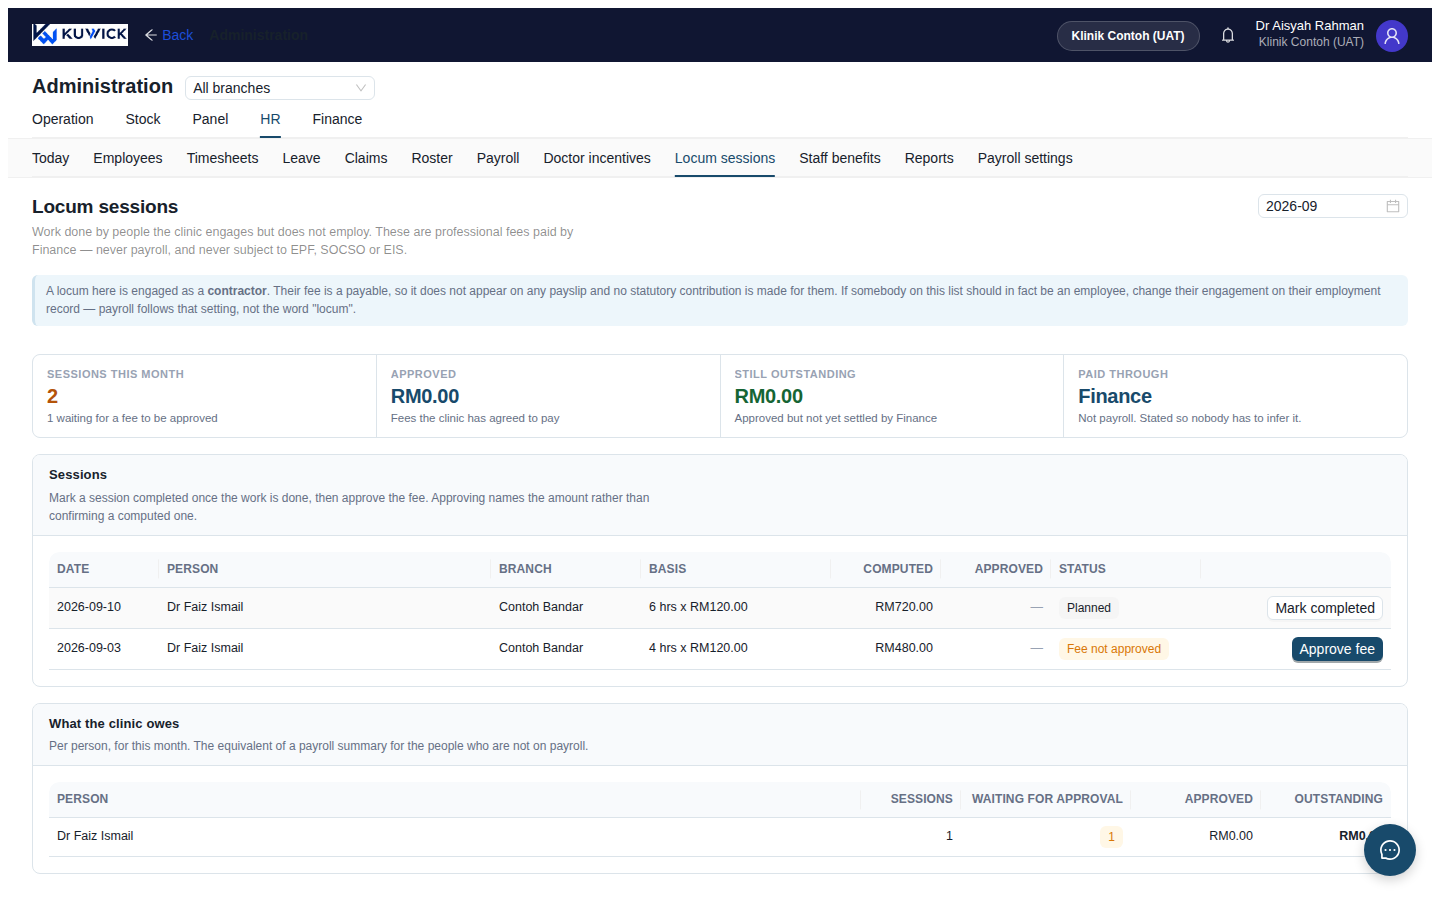 KUWICK
Back
Administration
Klinik Contoh (UAT)
Dr Aisyah Rahman
Klinik Contoh (UAT)
Administration
All branches
Operation
Stock
Panel
HR
Finance
Today
Employees
Timesheets
Leave
Claims
Roster
Payroll
Doctor incentives
Locum sessions
Staff benefits
Reports
Payroll settings
Locum sessions
2026-09
Work done by people the clinic engages but does not employ. These are professional fees paid by
Finance — never payroll, and never subject to EPF, SOCSO or EIS.
A locum here is engaged as a contractor. Their fee is a payable, so it does not appear on any payslip and no statutory contribution is made for them. If somebody on this list should in fact be an employee, change their engagement on their employment
record — payroll follows that setting, not the word "locum".
SESSIONS THIS MONTH
2
1 waiting for a fee to be approved
APPROVED
RM0.00
Fees the clinic has agreed to pay
STILL OUTSTANDING
RM0.00
Approved but not yet settled by Finance
PAID THROUGH
Finance
Not payroll. Stated so nobody has to infer it.
Sessions
Mark a session completed once the work is done, then approve the fee. Approving names the amount rather than
confirming a computed one.
DATE PERSON BRANCH BASIS COMPUTED APPROVED STATUS
2026-09-10 Dr Faiz Ismail Contoh Bandar 6 hrs x RM120.00 RM720.00 — Planned Mark completed
2026-09-03 Dr Faiz Ismail Contoh Bandar 4 hrs x RM120.00 RM480.00 — Fee not approved Approve fee
What the clinic owes
Per person, for this month. The equivalent of a payroll summary for the people who are not on payroll.
PERSON SESSIONS WAITING FOR APPROVAL APPROVED OUTSTANDING
Dr Faiz Ismail 1 1 RM0.00